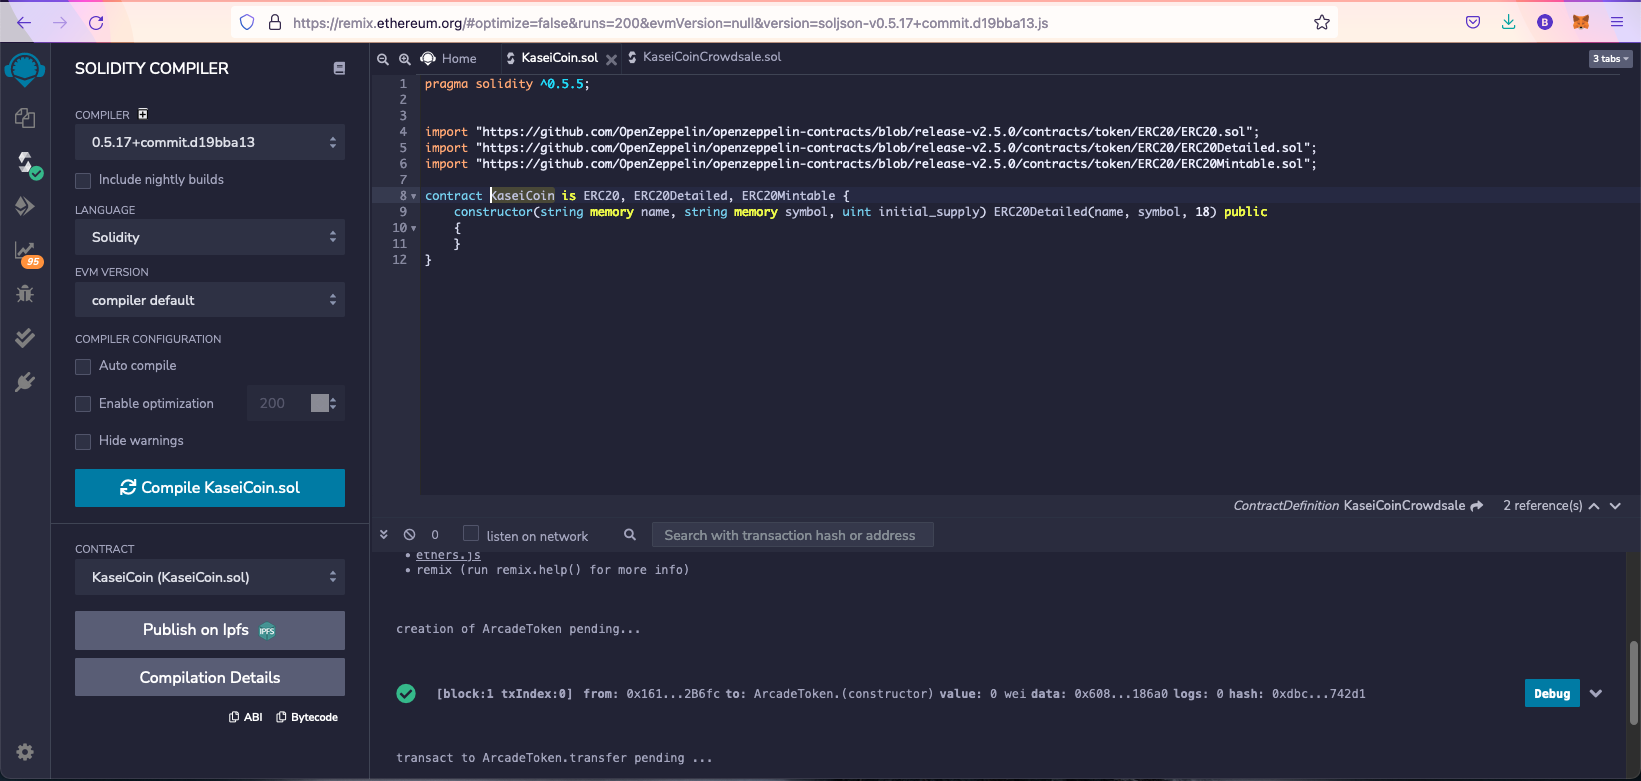 https://remix.ethereum.org/#optimize=false&runs=200&evmVersion=null&version=soljson-v0.5.17+commit.d19bba13.js
B
SOLIDITY COMPILER
COMPILER
0.5.17+commit.d19bba13
Include nightly builds
LANGUAGE
Solidity
EVM VERSION
compiler default
COMPILER CONFIGURATION
Auto compile
Enable optimization
200
Hide warnings
Compile KaseiCoin.sol
CONTRACT
KaseiCoin (KaseiCoin.sol)
Publish on Ipfs IPFS
Compilation Details
ABI Bytecode
95
Home KaseiCoin.sol KaseiCoinCrowdsale.sol 3 tabs
1 pragma solidity ^0.5.5;
2
3
4 import "https://github.com/OpenZeppelin/openzeppelin-contracts/blob/release-v2.5.0/contracts/token/ERC20/ERC20.sol";
5 import "https://github.com/OpenZeppelin/openzeppelin-contracts/blob/release-v2.5.0/contracts/token/ERC20/ERC20Detailed.sol";
6 import "https://github.com/OpenZeppelin/openzeppelin-contracts/blob/release-v2.5.0/contracts/token/ERC20/ERC20Mintable.sol";
7
8 contract KaseiCoin is ERC20, ERC20Detailed, ERC20Mintable {
9 constructor(string memory name, string memory symbol, uint initial_supply) ERC20Detailed(name, symbol, 18) public
10 {
11 }
12 }
ContractDefinition KaseiCoinCrowdsale 2 reference(s)
0 listen on network Search with transaction hash or address
• ethers.js
• remix (run remix.help() for more info)
creation of ArcadeToken pending...
[block:1 txIndex:0] from: 0x161...2B6fc to: ArcadeToken.(constructor) value: 0 wei data: 0x608...186a0 logs: 0 hash: 0xdbc...742d1
Debug
transact to ArcadeToken.transfer pending ...